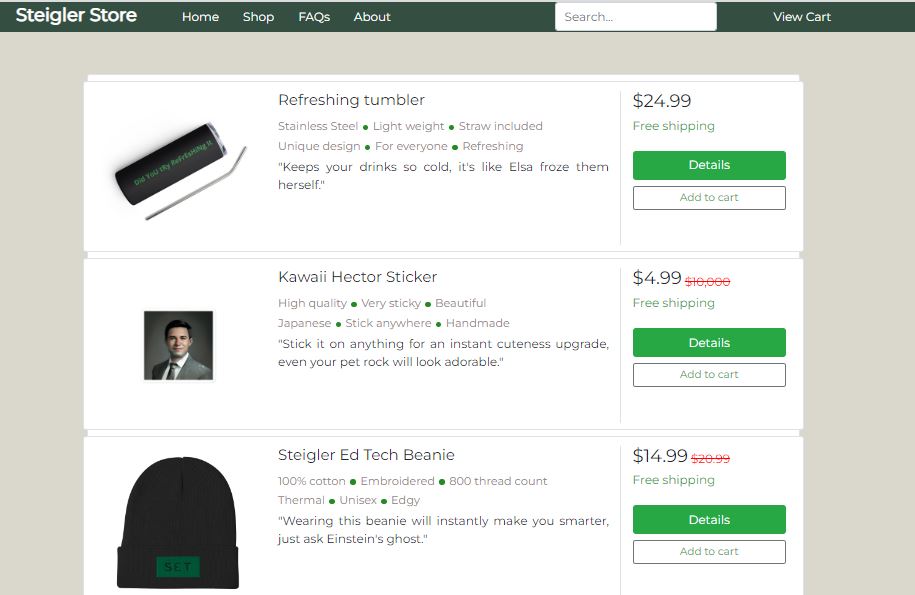 Steigler Store
Home
Shop
FAQs
About
Search...
View Cart
Did YoU tRy ReFrEsHiNg It
Refreshing tumbler
Stainless Steel ● Light weight ● Straw included
Unique design ● For everyone ● Refreshing
"Keeps your drinks so cold, it's like Elsa froze them
herself."
$24.99
Free shipping
Details
Add to cart
Kawaii Hector Sticker
High quality ● Very sticky ● Beautiful
Japanese ● Stick anywhere ● Handmade
"Stick it on anything for an instant cuteness upgrade,
even your pet rock will look adorable."
$4.99 $10,000
Free shipping
Details
Add to cart
SET
Steigler Ed Tech Beanie
100% cotton ● Embroidered ● 800 thread count
Thermal ● Unisex ● Edgy
"Wearing this beanie will instantly make you smarter,
just ask Einstein's ghost."
$14.99 $20.99
Free shipping
Details
Add to cart